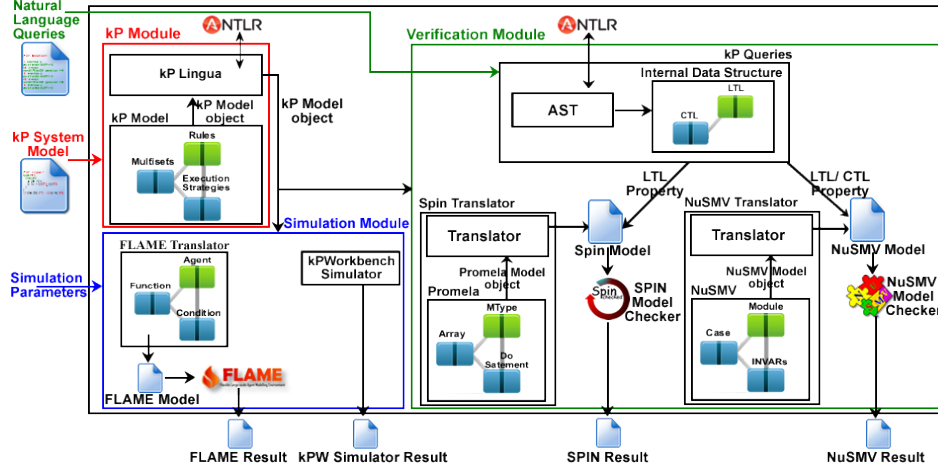 Natural
Language
Queries
ANTLR
ANTLR
kP Module
Verification Module
kP Queries
kP Lingua
Internal Data Structure
LTL
AST
CTL
kP Model
object
kP Model
object
kP Model
Rules
Multisets
Execution
Strategies
kP System
Model
LTL
Property
LTL/ CTL
Property
Spin Translator
NuSMV Translator
Simulation Module
Translator
Spin Model
Translator
NuSMV Model
FLAME Translator
Agent
Function
Condition
kPWorkbench
Simulator
Simulation
Parameters
Promela Model
object
Promela
MType
Array
Do
Satement
Spin
SPIN
Model
Checker
NuSMV Model
object
NuSMV
Module
Case
INVARs
NuSMV
Model
Checker
FLAME
FLAME Model
FLAME Result
kPW Simulator Result
SPIN Result
NuSMV Result